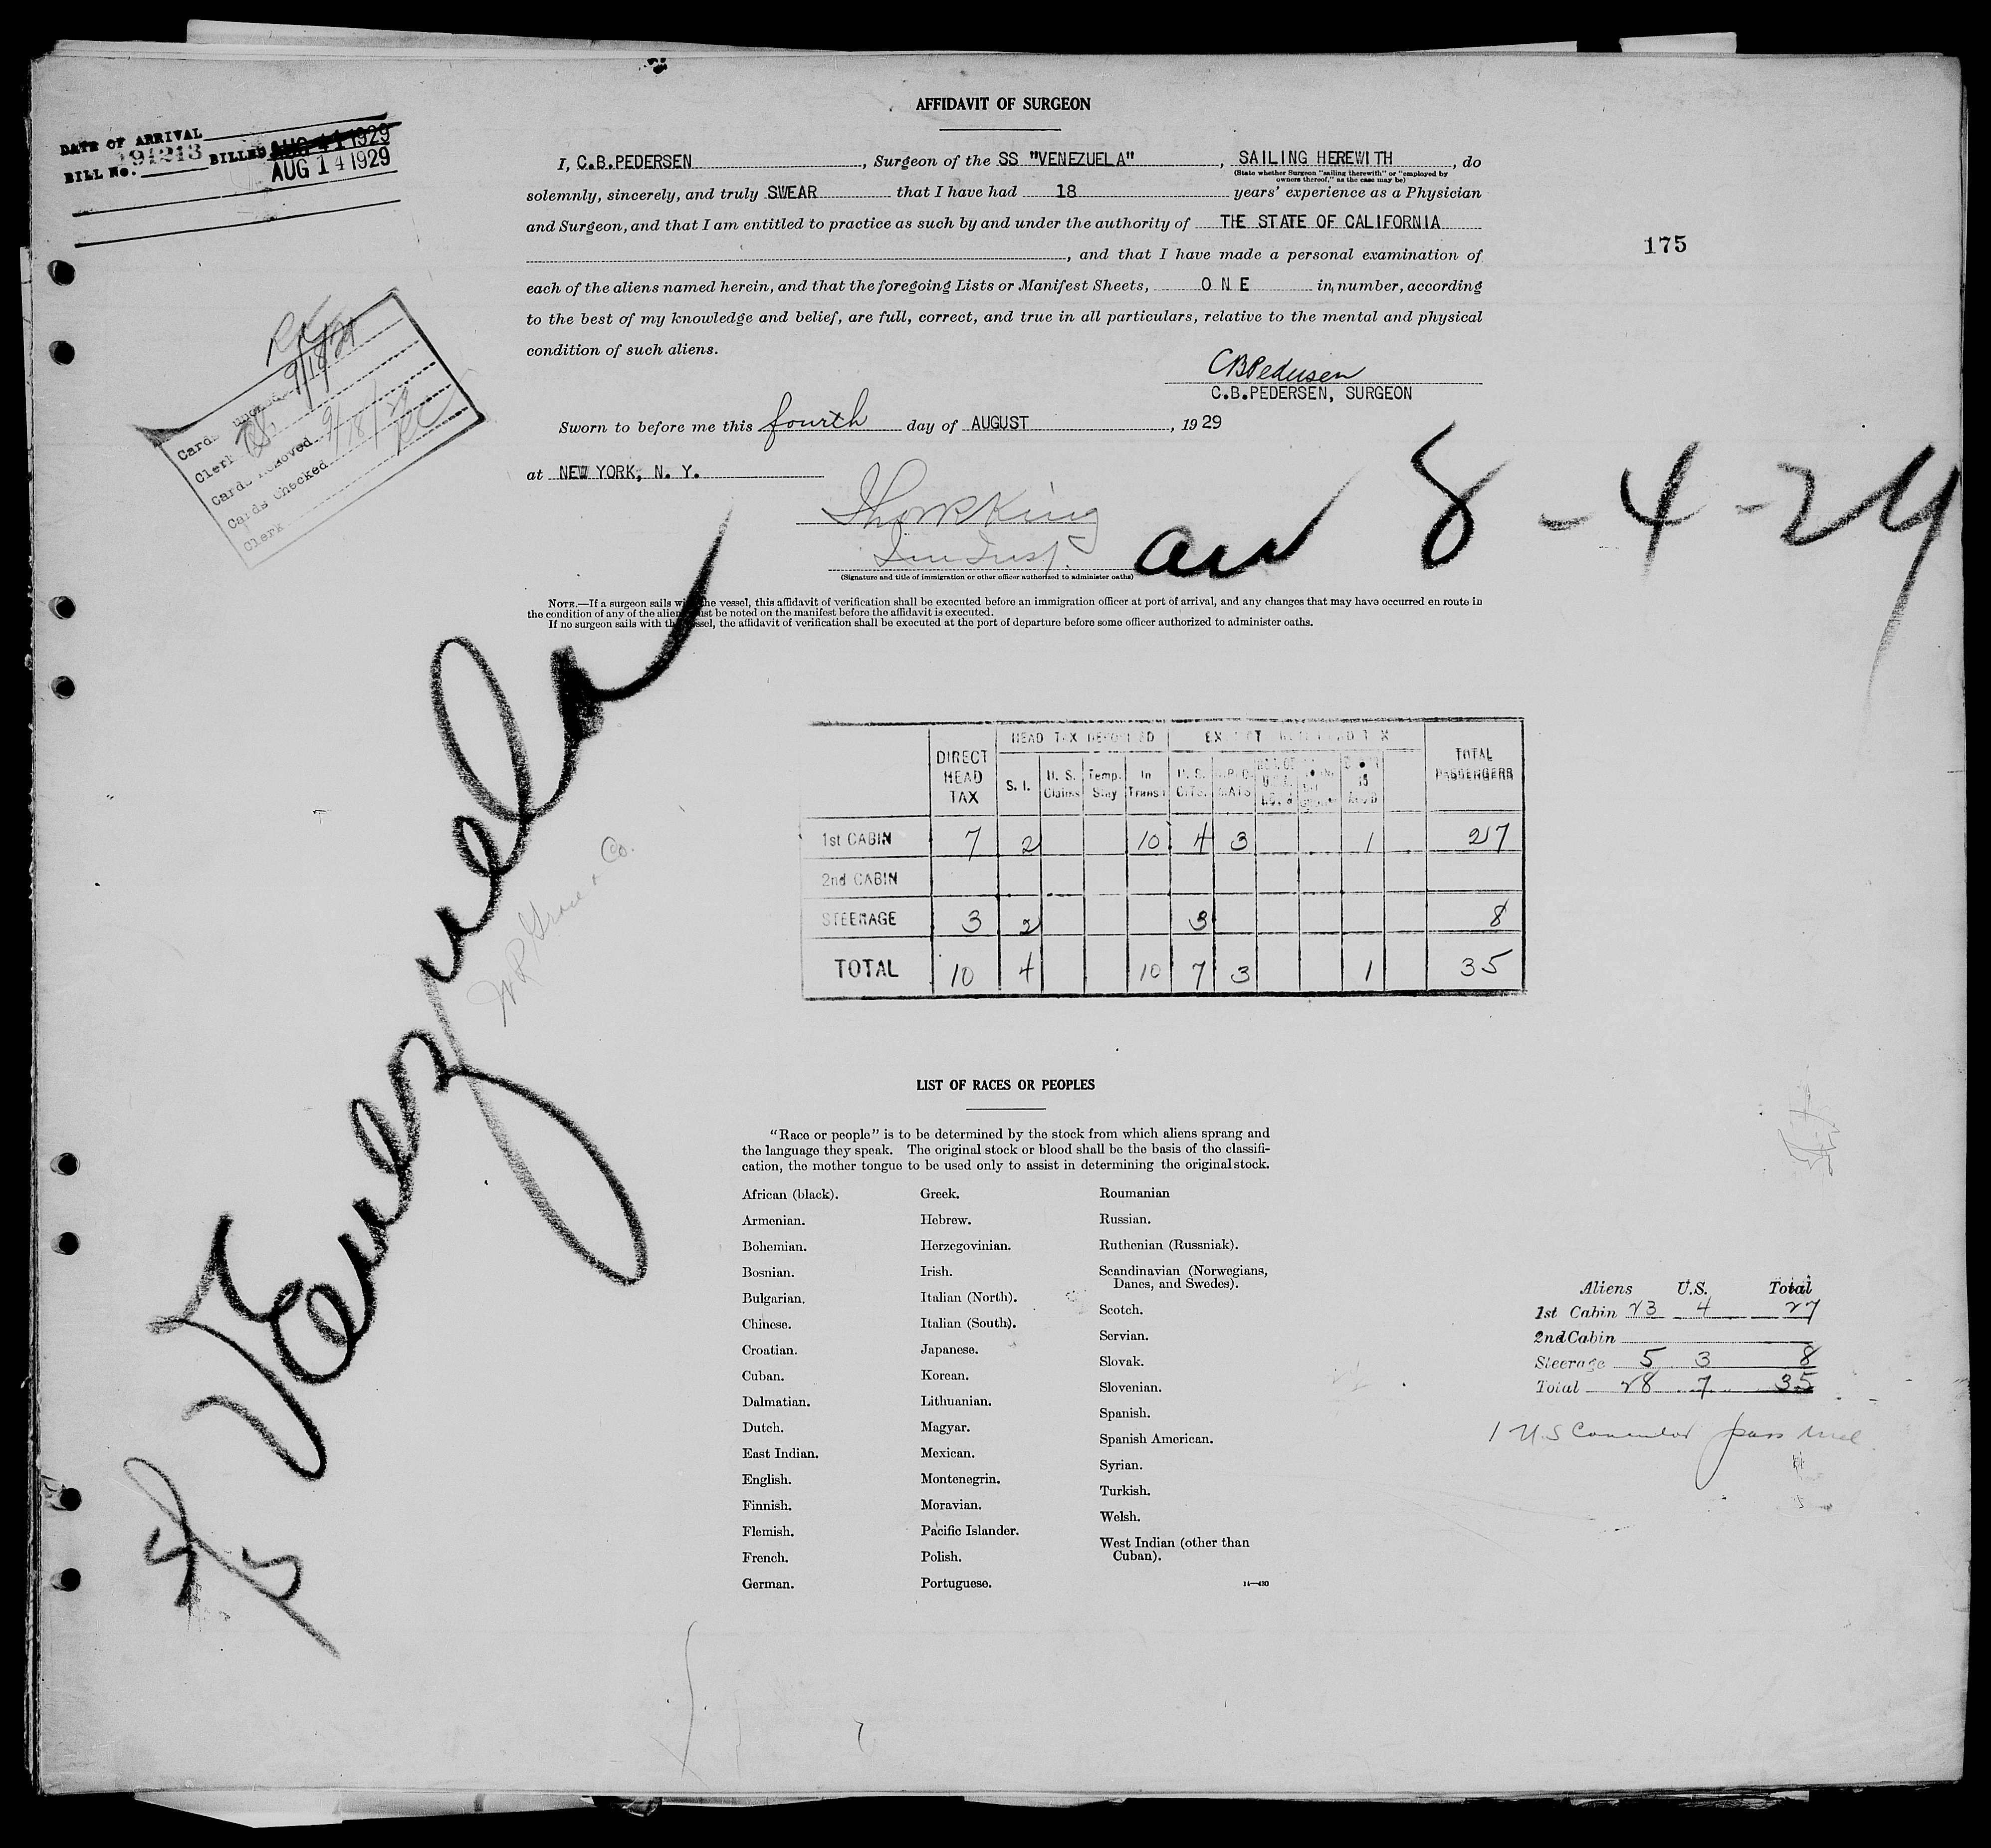 AFFIDAVIT OF SURGEON
DATE OF ARRIVAL
BILL No. 191213 BILLED AUG 1 1 1929
AUG 1 4 1929
I, C.B.PEDERSEN, Surgeon of the SS "VENEZUELA", SAILING HEREWITH, do
(State whether Surgeon "sailing therewith" or "employed by
owners thereof," as the case may be)
solemnly, sincerely, and truly SWEAR that I have had 18 years' experience as a Physician
and Surgeon, and that I am entitled to practice as such by and under the authority of THE STATE OF CALIFORNIA
, and that I have made a personal examination of
each of the aliens named herein, and that the foregoing Lists or Manifest Sheets, O N E in number, according
to the best of my knowledge and belief, are full, correct, and true in all particulars, relative to the mental and physical
condition of such aliens.
175
CBPedersen
C.B.PEDERSEN, SURGEON
Sworn to before me this fourth day of AUGUST, 1929
at NEW YORK, N. Y.
Cards
Clerk
Cards removed 9/18/29
Cards Checked
Clerk
King
(Signature and title of immigration or other officer authorized to administer oaths)
arr 8-4-29
NOTE.—If a surgeon sails with the vessel, this affidavit of verification shall be executed before an immigration officer at port of arrival, and any changes that may have occurred en route in
the condition of any of the aliens must be noted on the manifest before the affidavit is executed.
If no surgeon sails with the vessel, the affidavit of verification shall be executed at the port of departure before some officer authorized to administer oaths.
Venezuela
W R Grace & Co.
DIRECT HEAD TAX HEAD TAX DEPOSITED S. I. U. S. Claims Temp. Stay In Transit U. S. CITS. TOTAL PASSENGERS
1st CABIN 7 2 10 4 3 1 27
2nd CABIN
STEERAGE 3 2 3 8
TOTAL 10 4 10 7 3 1 35
LIST OF RACES OR PEOPLES
"Race or people" is to be determined by the stock from which aliens sprang and
the language they speak. The original stock or blood shall be the basis of the classifi-
cation, the mother tongue to be used only to assist in determining the original stock.
African (black).
Armenian.
Bohemian.
Bosnian.
Bulgarian.
Chinese.
Croatian.
Cuban.
Dalmatian.
Dutch.
East Indian.
English.
Finnish.
Flemish.
French.
German.
Greek.
Hebrew.
Herzegovinian.
Irish.
Italian (North).
Italian (South).
Japanese.
Korean.
Lithuanian.
Magyar.
Mexican.
Montenegrin.
Moravian.
Pacific Islander.
Polish.
Portuguese.
Roumanian
Russian.
Ruthenian (Russniak).
Scandinavian (Norwegians,
Danes, and Swedes).
Scotch.
Servian.
Slovak.
Slovenian.
Spanish.
Spanish American.
Syrian.
Turkish.
Welsh.
West Indian (other than
Cuban).
14—430
Aliens U.S. Total
1st Cabin 23 4 27
2nd Cabin
Steerage 5 3 8
Total 28 7 35
1 U.S pass